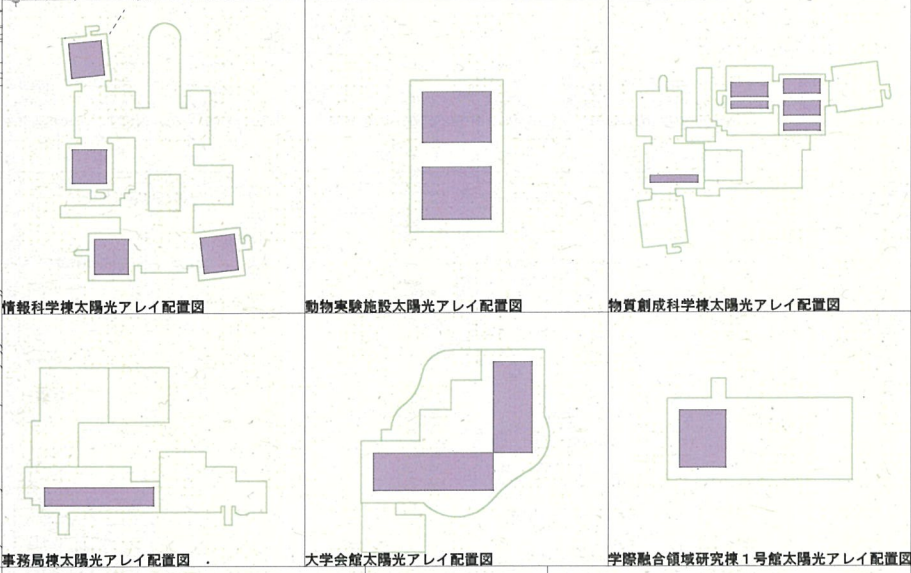 情報科学棟太陽光アレイ配置図
動物実験施設太陽光アレイ配置図
物質創成科学棟太陽光アレイ配置図
事務局棟太陽光アレイ配置図
大学会館太陽光アレイ配置図
学際融合領域研究棟1号館太陽光アレイ配置図